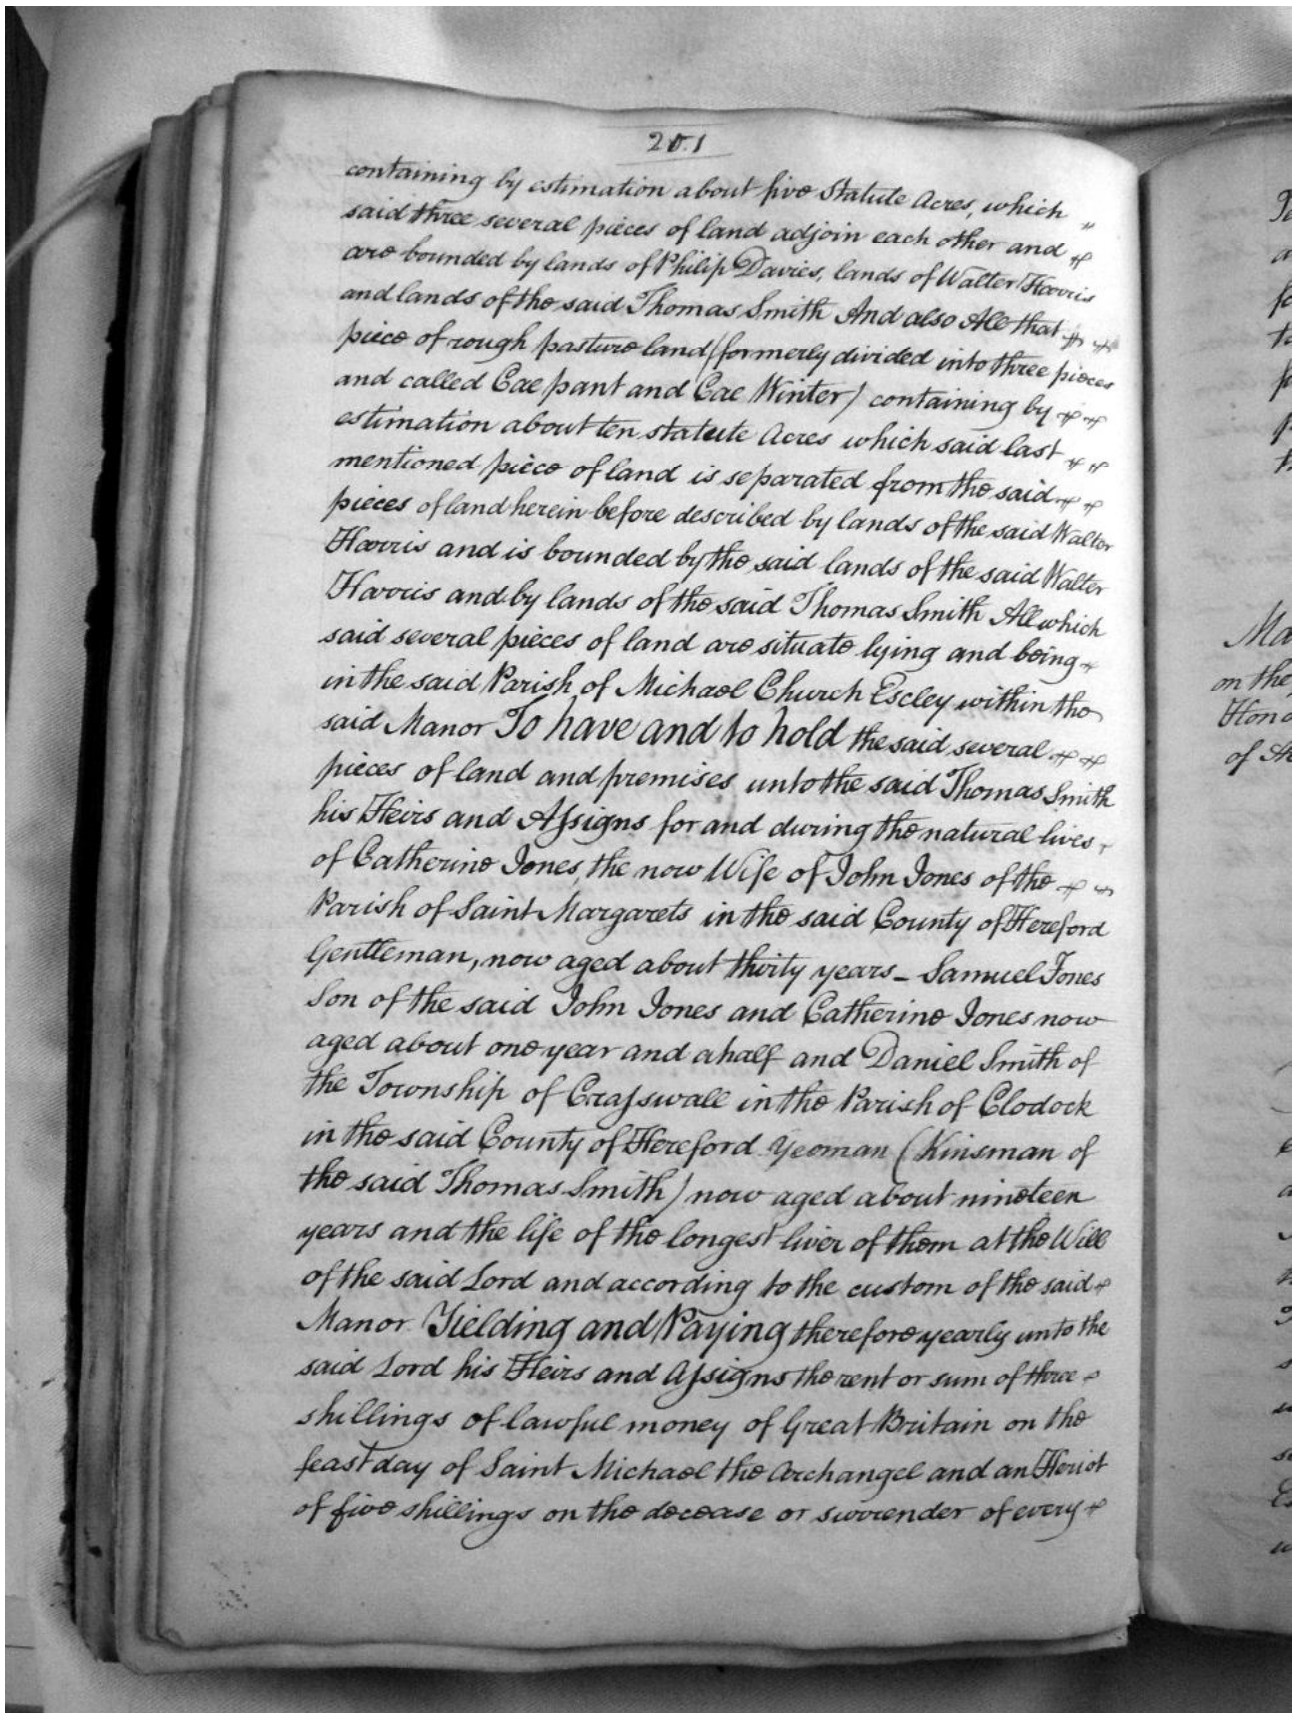 201
containing by estimation about five Statute Acres, which
said three several pieces of land adjoin each other and
are bounded by lands of Philip Davies, lands of Walter Harris
and lands of the said Thomas Smith And also All that
piece of rough pasture land (formerly divided into three pieces
and called Cae pant and Cae Winter) containing by
estimation about ten statute Acres which said last
mentioned piece of land is separated from the said
pieces of land herein before described by lands of the said Walter
Harris and is bounded by the said lands of the said Walter
Harris and by lands of the said Thomas Smith All which
said several pieces of land are situate lying and being
in the said Parish of Michael Church Escley within the
said Manor To have and to hold the said several
pieces of land and premises unto the said Thomas Smith
his Heirs and Assigns for and during the natural lives
of Catherine Jones, the now Wife of John Jones of the
Parish of Saint Margarets in the said County of Hereford
Gentleman, now aged about thirty years - Samuel Jones
Son of the said John Jones and Catherine Jones now
aged about one year and a half and Daniel Smith of
the Township of Crasswall in the Parish of Clodock
in the said County of Hereford Yeoman (Kinsman of
the said Thomas Smith) now aged about nineteen
years and the life of the longest liver of them at the Will
of the said Lord and according to the custom of the said
Manor Yielding and Paying therefore yearly unto the
said Lord his Heirs and Assigns the rent or sum of three
shillings of lawful money of Great Britain on the
feast day of Saint Michael the Archangel and an Heriot
of five shillings on the decease or surrender of every
Ma
on the
of